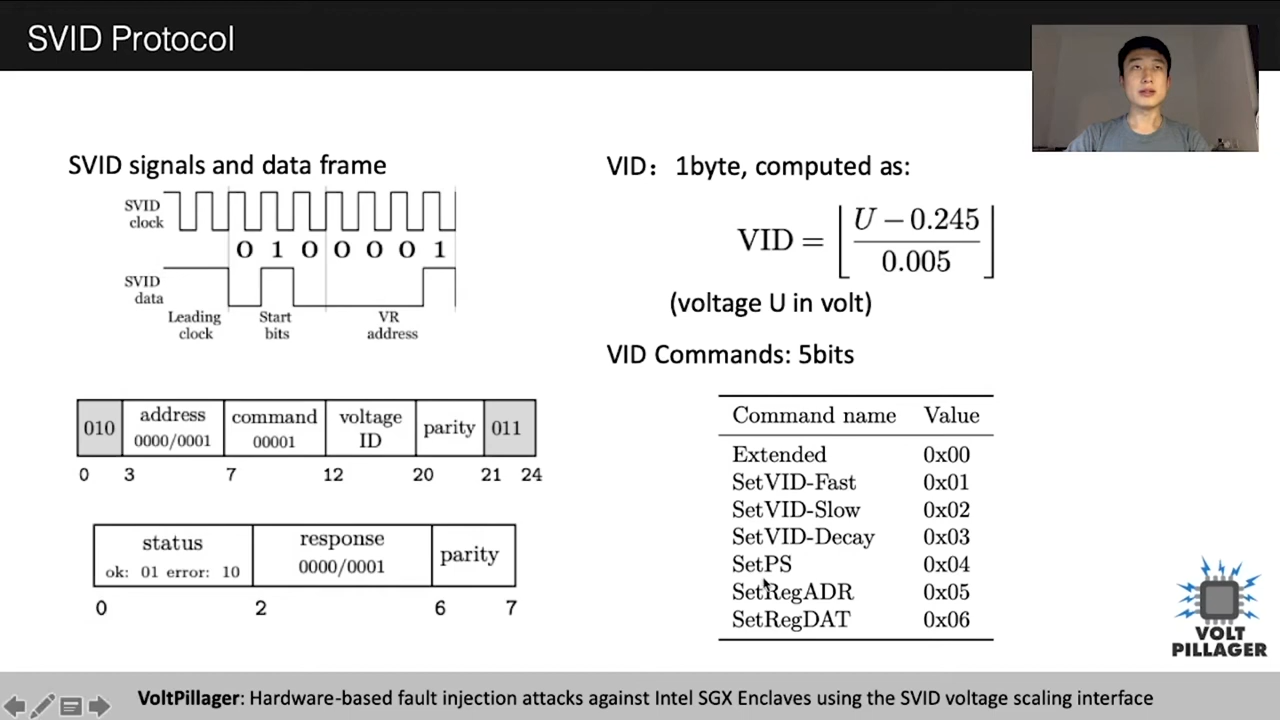 SVID Protocol
SVID signals and data frame
SVID
clock
0 1 0 0 0 0 1
SVID
data
Leading
clock
Start
bits
VR
address
010
address
0000/0001
command
00001
voltage
ID
parity
011
0 3 7 12 20 21 24
status
ok: 01 error: 10
response
0000/0001
parity
0 2 6 7
VID：1byte, computed as:
VID = ⌊(U − 0.245) / 0.005⌋
(voltage U in volt)
VID Commands: 5bits
Command name Value
Extended 0x00
SetVID-Fast 0x01
SetVID-Slow 0x02
SetVID-Decay 0x03
SetPS 0x04
SetRegADR 0x05
SetRegDAT 0x06
VOLT
PILLAGER
VoltPillager: Hardware-based fault injection attacks against Intel SGX Enclaves using the SVID voltage scaling interface